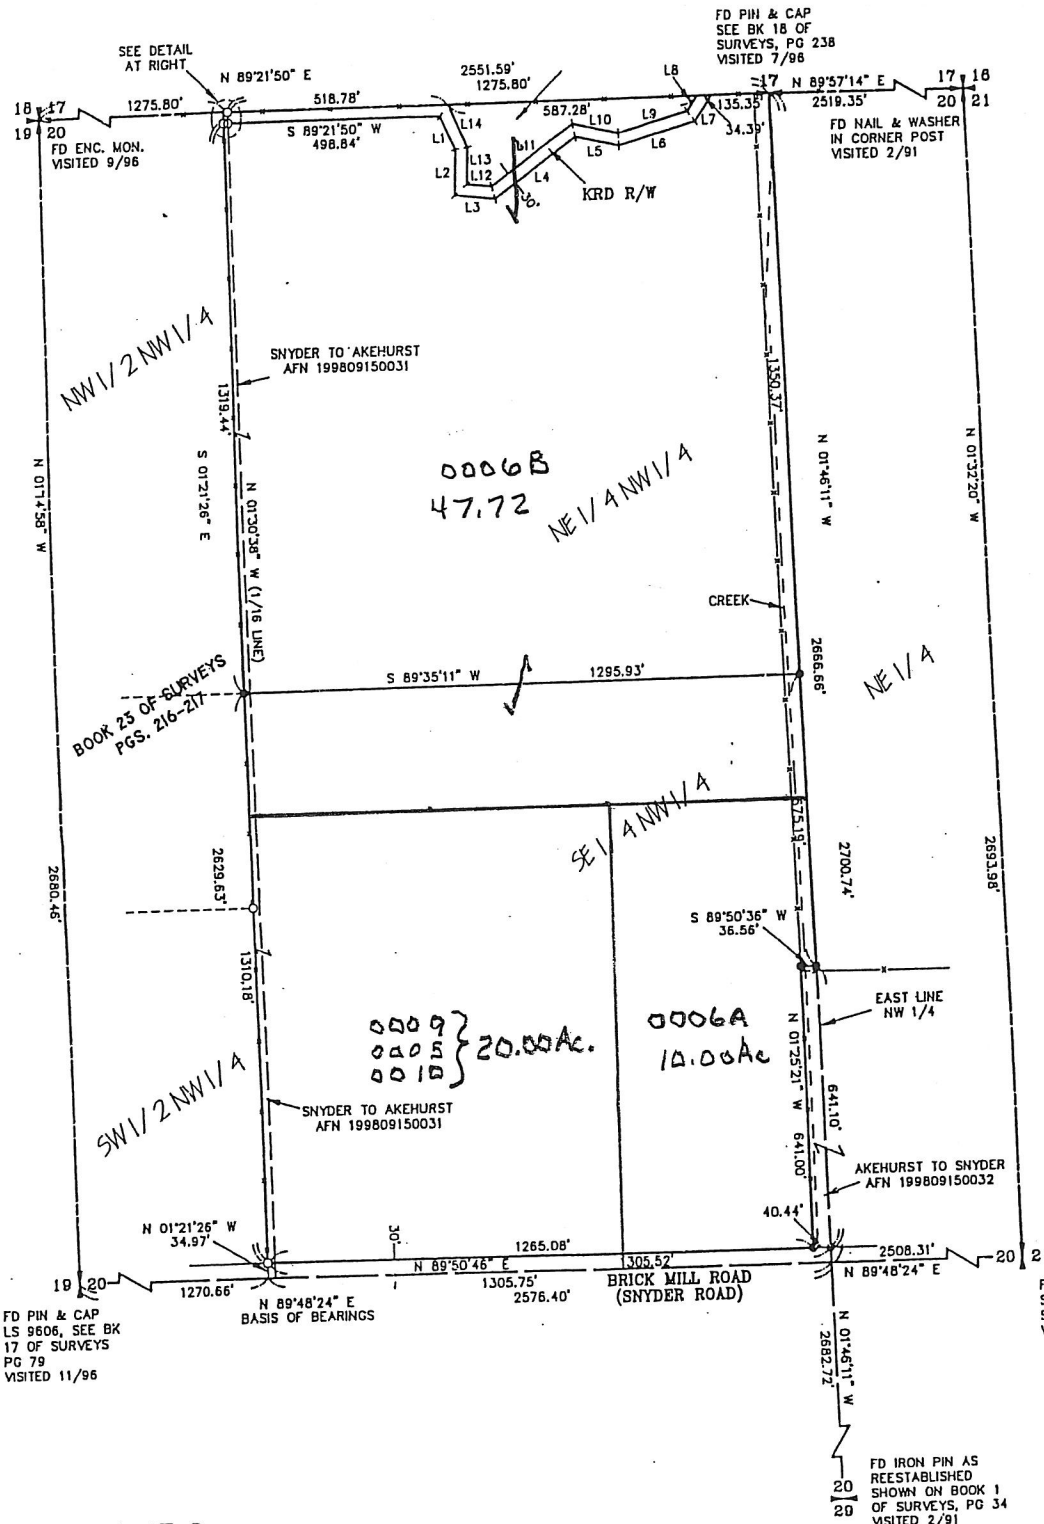 FD PIN & CAP
SEE BK 18 OF
SURVEYS, PG 238
VISITED 7/96
SEE DETAIL
AT RIGHT
N 89°21'50" E
2551.59'
1275.80'
L8
17
N 89°57'14" E
17 16
20 21
18 17
19 20
1275.80'
518.78'
587.28'
135.35'
2519.35'
FD ENC. MON.
VISITED 9/96
S 89°21'50" W
498.84'
L14
L10
L9
L7
34.39'
FD NAIL & WASHER
IN CORNER POST
VISITED 2/91
L1
L13
L11
L5
L6
L2
L12
L4
L3
30'
KRD R/W
NW1/2NW1/4
SNYDER TO AKEHURST
AFN 199809150031
1319.44'
1350.37'
N 01°14'58" W
S 01°21'26" E
N 01°30'38" W (1/16 LINE)
0006B
47.72
NE1/4NW1/4
N 01°46'11" W
N 01°32'20" W
CREEK
S 89°35'11" W
1295.93'
2666.66'
NE1/4
BOOK 23 OF SURVEYS
PGS. 216-217
SE1/4NW1/4
675.19'
2680.46'
2629.63'
2700.74'
2693.98'
S 89°50'36" W
36.56'
1310.18'
EAST LINE
NW 1/4
0009
0005
0010
20.00Ac.
0006A
10.00Ac
N 01°25'21" W
641.10'
SW1/2NW1/4
SNYDER TO AKEHURST
AFN 199809150031
641.00'
AKEHURST TO SNYDER
AFN 199809150032
40.44'
N 01°21'26" W
34.97'
30'
1265.08'
2508.31'
20 2
19 20
N 89°50'46" E
305.52'
N 89°48'24" E
1270.66'
1305.75'
2576.40'
BRICK MILL ROAD
(SNYDER ROAD)
N 89°48'24" E
BASIS OF BEARINGS
FD PIN & CAP
LS 9606, SEE BK
17 OF SURVEYS
PG 79
VISITED 11/96
N 01°46'11" W
2682.72'
20
29
FD IRON PIN AS
REESTABLISHED
SHOWN ON BOOK 1
OF SURVEYS, PG 34
VISITED 2/91